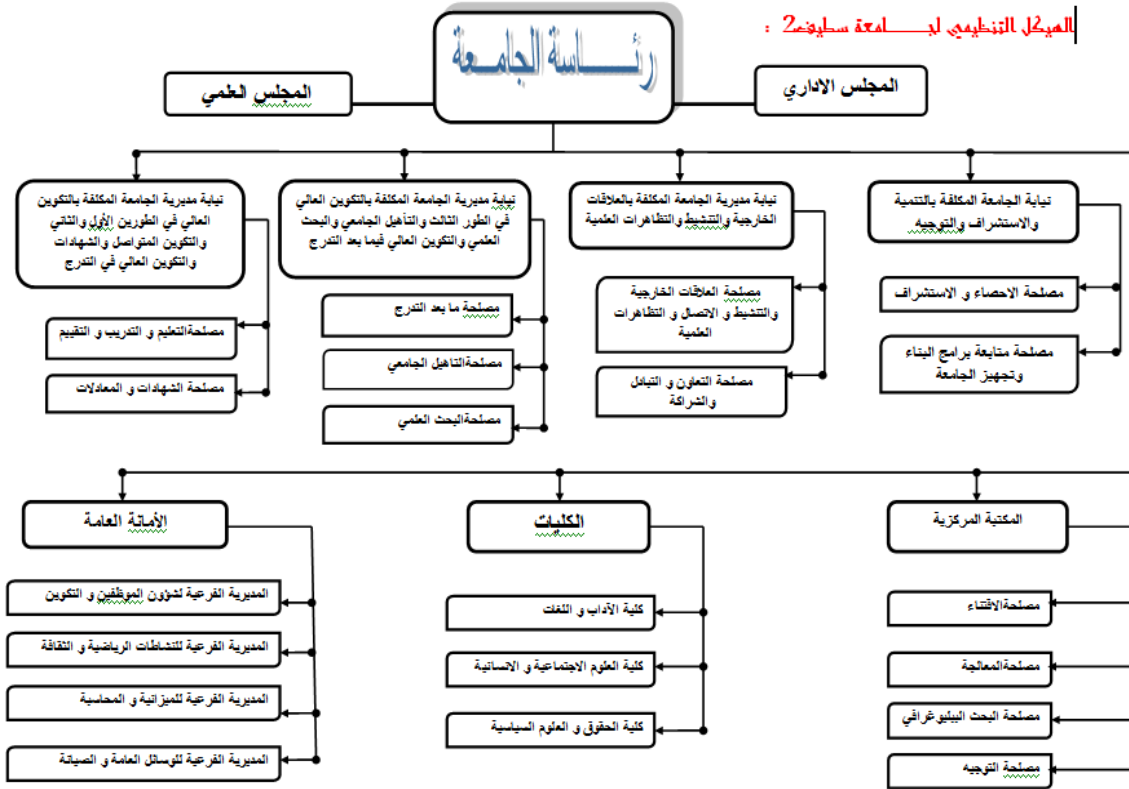 الهيكل التنظيمي لجـــــامعة سطيف2 :
رئـــــاسة الجامـــعة
المجلس الاداري
المجلس العلمي
نيابة الجامعة المكلفة بالتنمية
والاستشراف والتوجيه
نيابة مديرية الجامعة المكلفة بالعلاقات
الخارجية والتنشيط والتظاهرات العلمية
نيابة مديرية الجامعة المكلفة بالتكوين العالي
في الطور الثالث والتأهيل الجامعي والبحث
العلمي والتكوين العالي فيما بعد التدرج
نيابة مديرية الجامعة المكلفة بالتكوين
العالي في الطورين الأول والثاني
والتكوين المتواصل والشهادات
والتكوين العالي في التدرج
مصلحة الاحصاء و الاستشراف
مصلحة متابعة برامج البناء
وتجهيز الجامعة
مصلحة العلاقات الخارجية
والتنشيط و الاتصال و التظاهرات
العلمية
مصلحة التعاون و التبادل
والشراكة
مصلحة ما بعد التدرج
مصلحةالتاهيل الجامعي
مصلحةالبحث العلمي
مصلحةالتعليم و التدريب و التقييم
مصلحة الشهادات و المعادلات
المكتبة المركزية
مصلحةالاقتناء
مصلحةالمعالجة
مصلحة البحث الببليوغرافي
مصلحة التوجيه
الكليات
كلية الآداب و اللغات
كلية العلوم الاجتماعية و الانسانية
كلية الحقوق و العلوم السياسية
الأمانة العامة
المديرية الفرعية لشؤون الموظفين و التكوين
المديرية الفرعية للنشاطات الرياضية و الثقافة
المديرية الفرعية للميزانية و المحاسبة
المديرية الفرعية للوسائل العامة و الصيانة